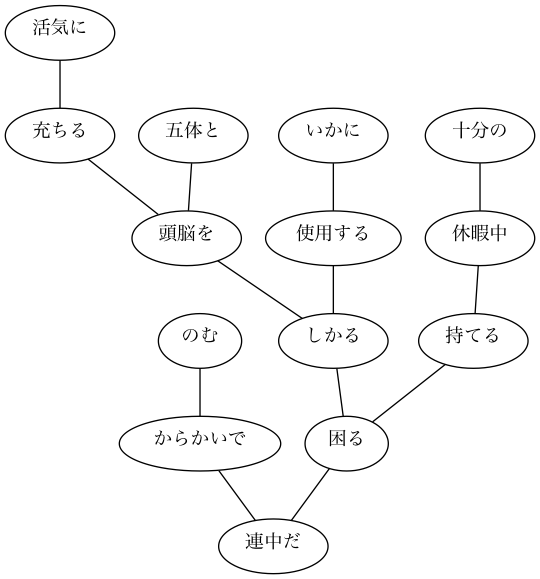 活気に
充ちる
五体と
いかに
十分の
頭脳を
使用する
休暇中
のむ
しかる
持てる
からかいで
困る
連中だ